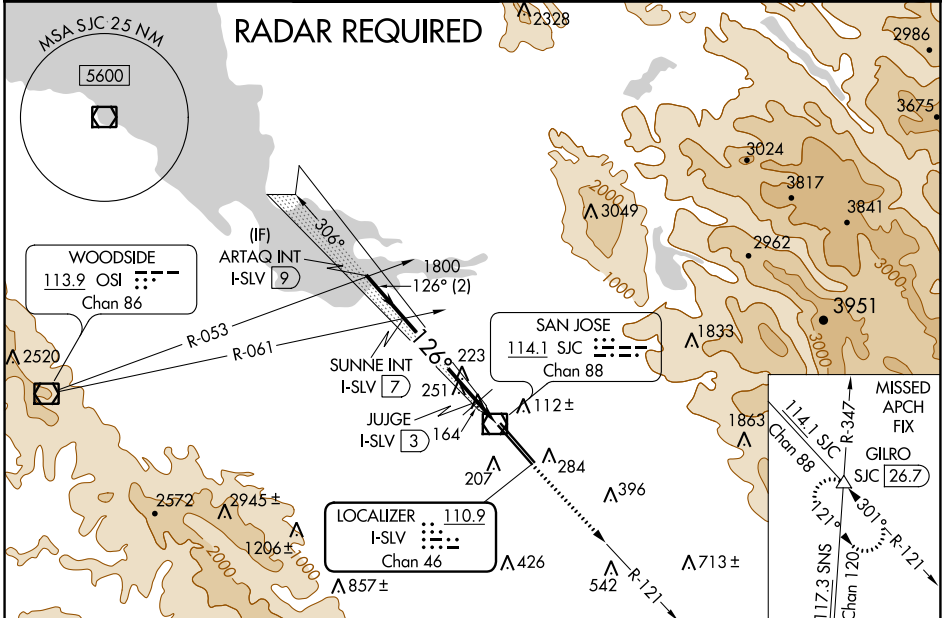 RADAR REQUIRED
MSA SJC 25 NM
5600
2328
2986
3675
3024
3817
3841
2962
3951
3000
3000
2000
3049
1000
1833
1863
WOODSIDE
113.9 OSI
Chan 86
(IF)
ARTAQ INT
I-SLV 9
306°
1800
126° (2)
R-053
R-061
2520
SUNNE INT
I-SLV 7
126°
223
251
JUJGE
I-SLV 3
164
SAN JOSE
114.1 SJC
Chan 88
112±
207
284
396
426
542
713±
R-121
LOCALIZER 110.9
I-SLV
Chan 46
2572
2945±
1206±
857±
2000
1000
MISSED
APCH
FIX
114.1 SJC
Chan 88
R-347
GILRO
SJC 26.7
121°
301°
R-121
117.3 SNS
Chan 120